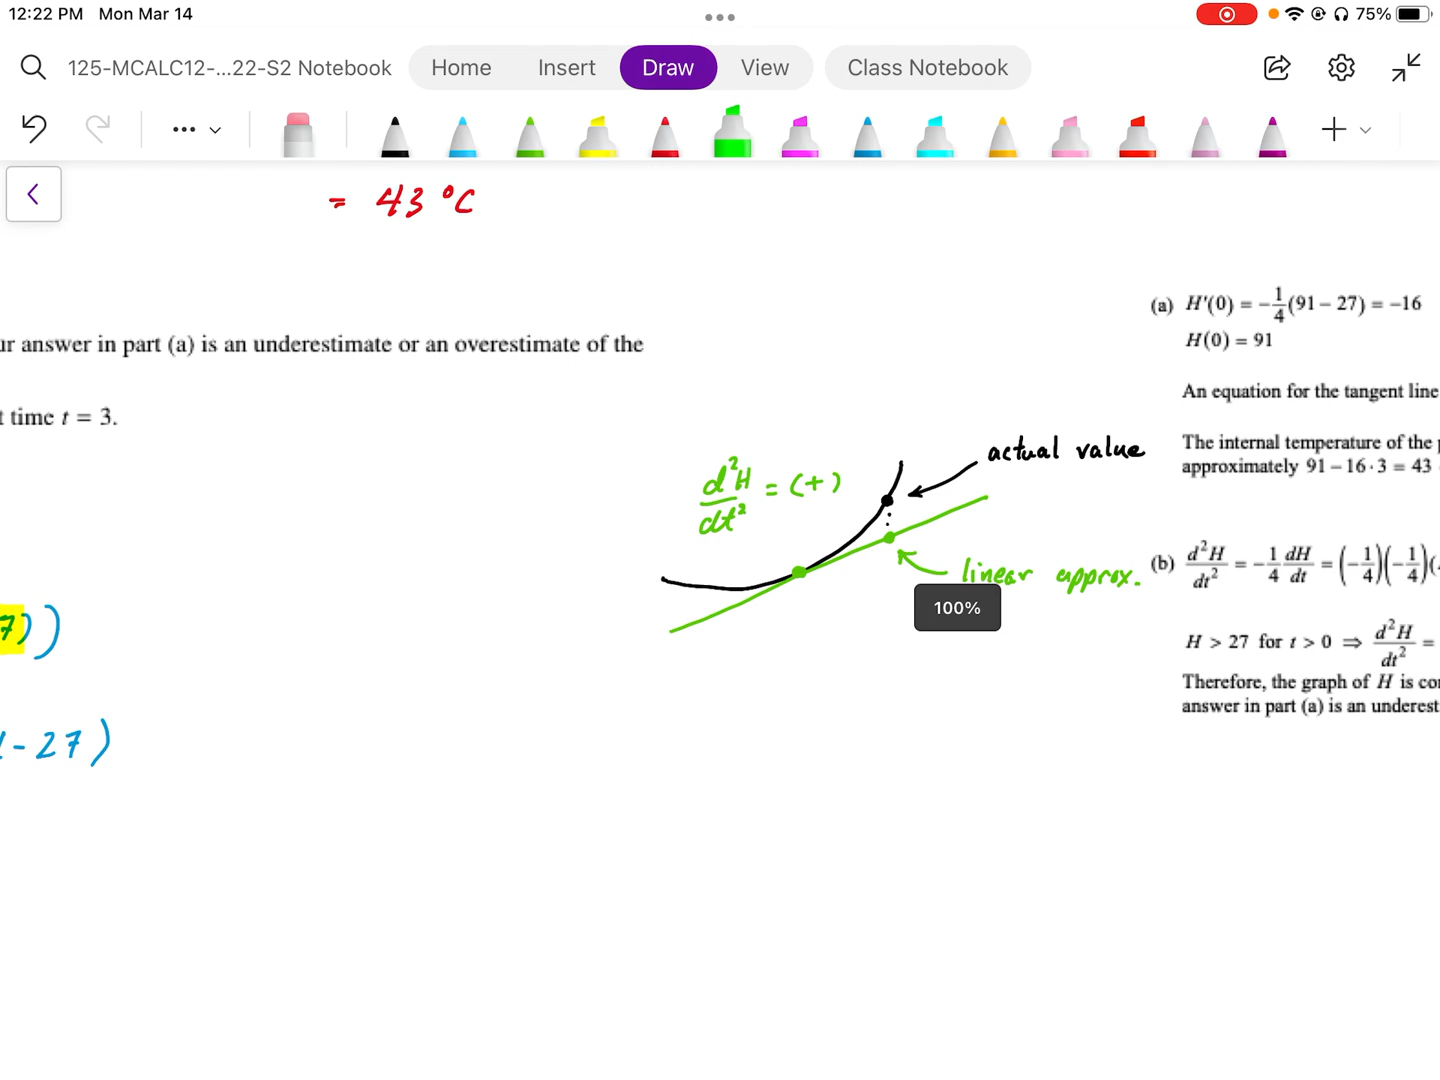 12:22 PM Mon Mar 14
75%
125-MCALC12-...22-S2 Notebook Home Insert Draw View Class Notebook
= 43 °C
(a) H'(0) = -1/4(91 − 27) = −16
H(0) = 91
ur answer in part (a) is an underestimate or an overestimate of the
An equation for the tangent line
t time t = 3.
The internal temperature of the p
approximately 91 − 16·3 = 43
actual value
d²H/dt² = (+)
linear approx.
100%
(b) d²H/dt² = −1/4 dH/dt = (−1/4)(−1/4)(
7))
H > 27 for t > 0 ⇒ d²H/dt² =
Therefore, the graph of H is co
answer in part (a) is an underest
-27)